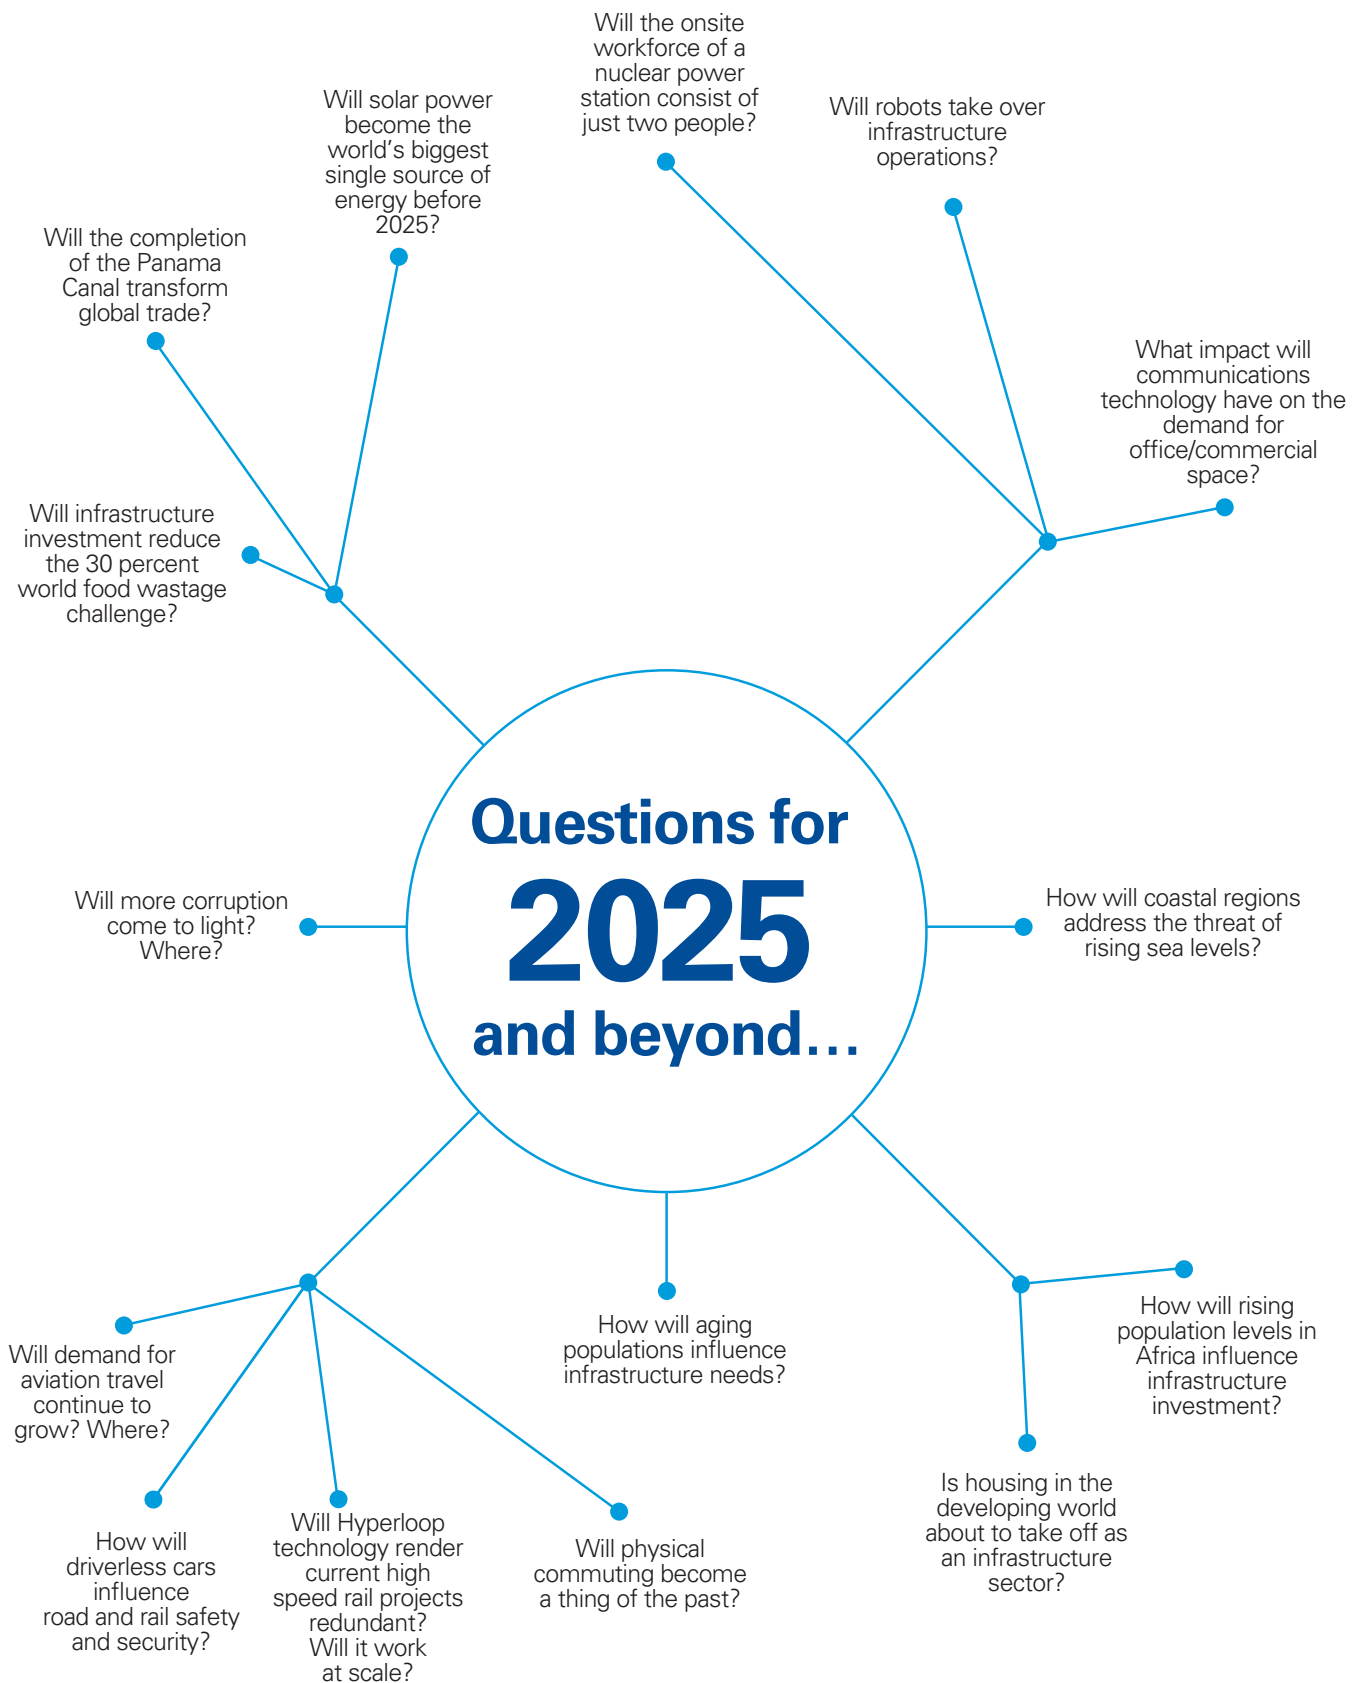 Will the onsite
workforce of a
nuclear power
station consist of
just two people?
Will solar power
become the
world's biggest
single source of
energy before
2025?
Will robots take over
infrastructure
operations?
Will the completion
of the Panama
Canal transform
global trade?
What impact will
communications
technology have on the
demand for
office/commercial
space?
Will infrastructure
investment reduce
the 30 percent
world food wastage
challenge?
Questions for
2025
and beyond...
Will more corruption
come to light?
Where?
How will coastal regions
address the threat of
rising sea levels?
Will demand for
aviation travel
continue to
grow? Where?
How will aging
populations influence
infrastructure needs?
How will rising
population levels in
Africa influence
infrastructure
investment?
How will
driverless cars
influence
road and rail safety
and security?
Will Hyperloop
technology render
current high
speed rail projects
redundant?
Will it work
at scale?
Will physical
commuting become
a thing of the past?
Is housing in the
developing world
about to take off as
an infrastructure
sector?